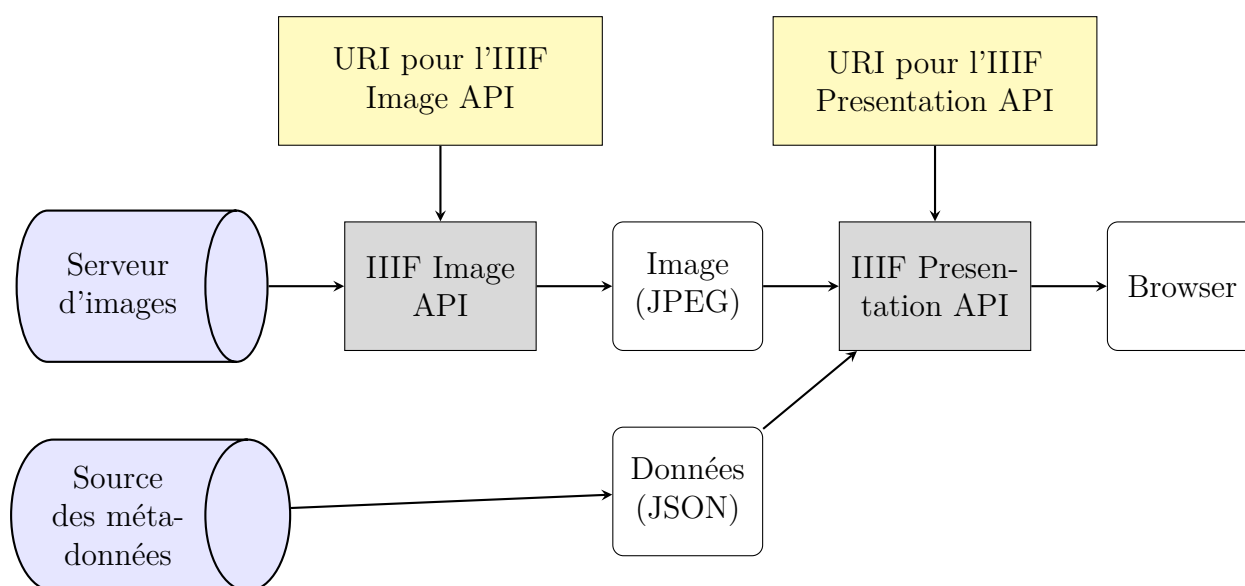 URI pour l'IIIF
Image API
URI pour l'IIIF
Presentation API
Serveur
d'images
IIIF Image
API
Image
(JPEG)
IIIF Presen-
tation API
Browser
Source
des méta-
données
Données
(JSON)